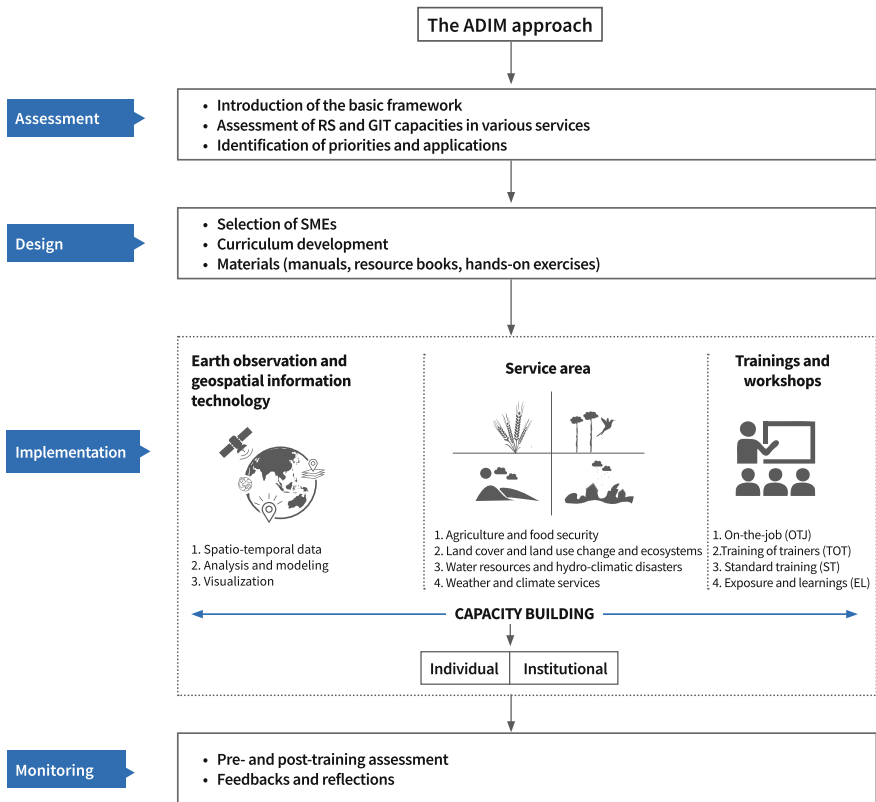 The ADIM approach
Assessment
• Introduction of the basic framework
• Assessment of RS and GIT capacities in various services
• Identification of priorities and applications
Design
• Selection of SMEs
• Curriculum development
• Materials (manuals, resource books, hands-on exercises)
Implementation
Earth observation and
geospatial information
technology
1. Spatio-temporal data
2. Analysis and modeling
3. Visualization
Service area
1. Agriculture and food security
2. Land cover and land use change and ecosystems
3. Water resources and hydro-climatic disasters
4. Weather and climate services
Trainings and
workshops
1. On-the-job (OTJ)
2.Training of trainers (TOT)
3. Standard training (ST)
4. Exposure and learnings (EL)
CAPACITY BUILDING
Individual
Institutional
Monitoring
• Pre- and post-training assessment
• Feedbacks and reflections